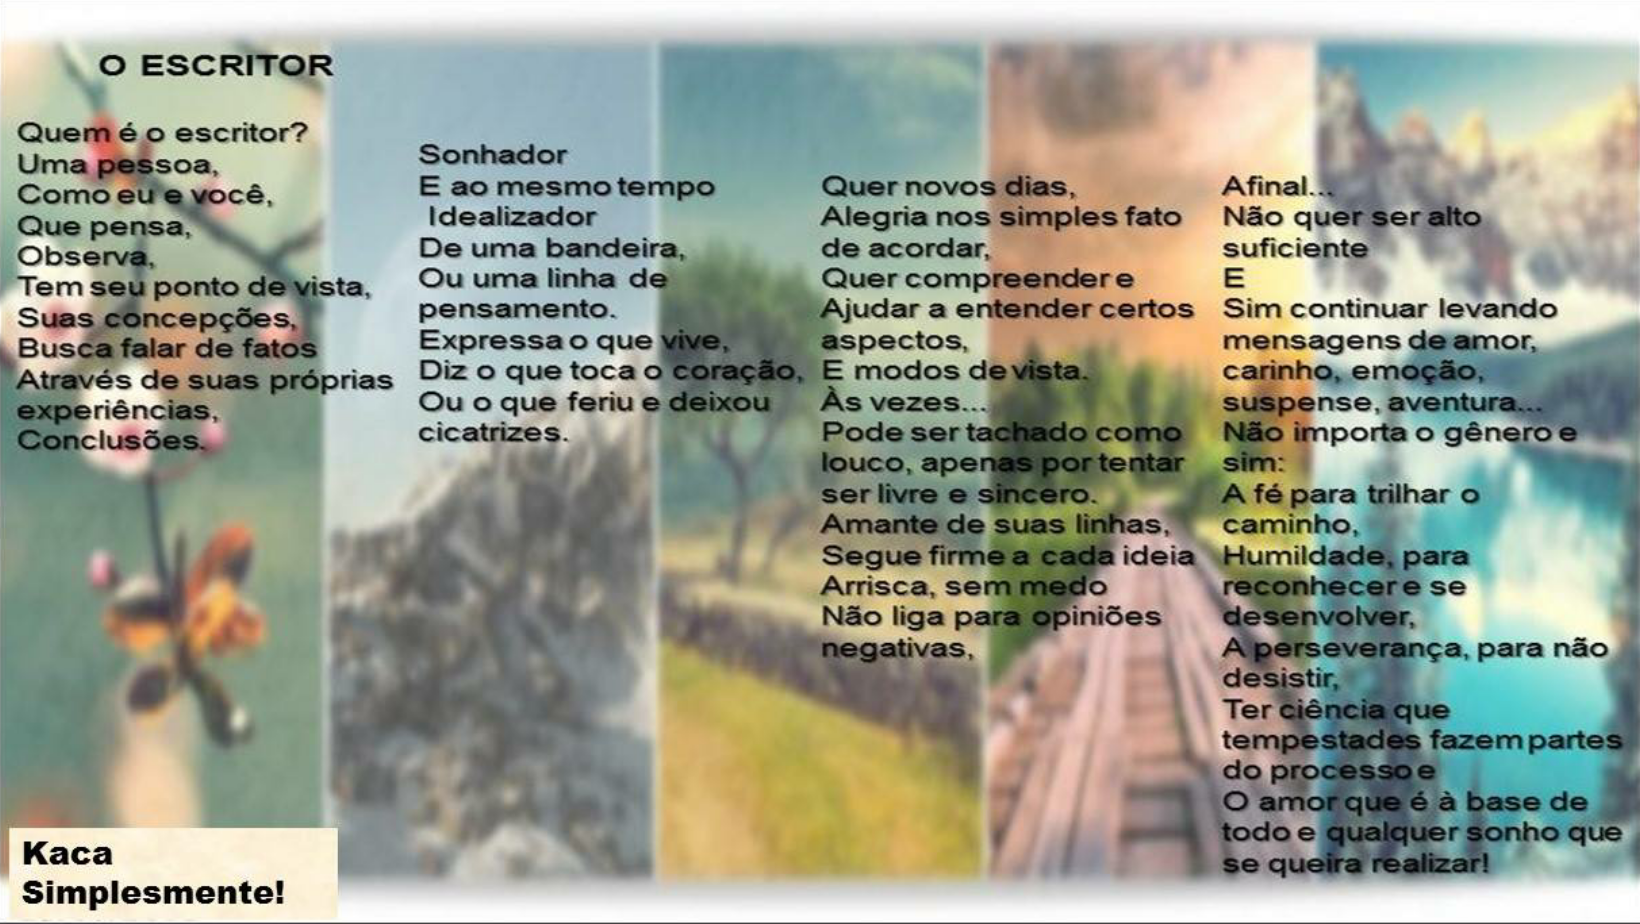 O ESCRITOR
Quem é o escritor?
Uma pessoa,
Como eu e você,
Que pensa,
Observa,
Tem seu ponto de vista,
Suas concepções,
Busca falar de fatos
Através de suas próprias
experiências,
Conclusões.
Sonhador
E ao mesmo tempo
Idealizador
De uma bandeira,
Ou uma linha de
pensamento.
Expressa o que vive,
Diz o que toca o coração,
Ou o que feriu e deixou
cicatrizes.
Quer novos dias,
Alegria nos simples fato
de acordar,
Quer compreender e
Ajudar a entender certos
aspectos,
E modos de vista.
Às vezes...
Pode ser tachado como
louco, apenas por tentar
ser livre e sincero.
Amante de suas linhas,
Segue firme a cada ideia
Arrisca, sem medo
Não liga para opiniões
negativas,
Afinal...
Não quer ser alto
suficiente
E
Sim continuar levando
mensagens de amor,
carinho, emoção,
suspense, aventura...
Não importa o gênero e
sim:
A fé para trilhar o
caminho,
Humildade, para
reconhecer e se
desenvolver,
A perseverança, para não
desistir,
Ter ciência que
tempestades fazem partes
do processo e
O amor que é à base de
todo e qualquer sonho que
se queira realizar!
Kaca
Simplesmente!